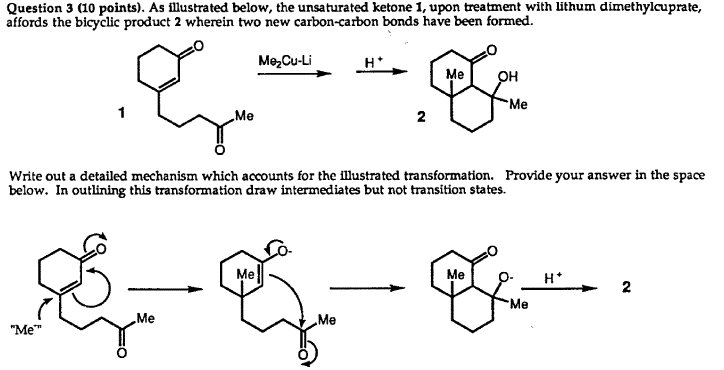 Question 3 (10 points). As illustrated below, the unsaturated ketone 1, upon treatment with lithum dimethylcuprate,
affords the bicyclic product 2 wherein two new carbon-carbon bonds have been formed.
O
Me2Cu-Li
H+
O
Me
OH
Me
1
Me
2
O
Write out a detailed mechanism which accounts for the illustrated transformation. Provide your answer in the space
below. In outlining this transformation draw intermediates but not transition states.
O
O-
O
Me
Me
O-
H+
2
"Me-"
Me
Me
Me
O
O